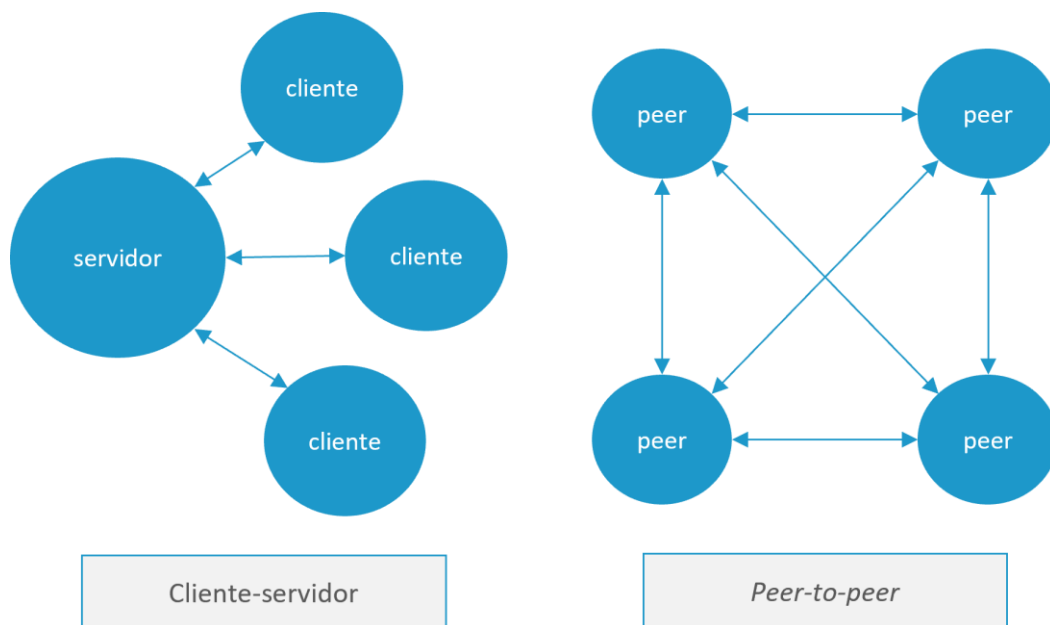 cliente
servidor
cliente
cliente
Cliente-servidor
peer
peer
peer
peer
Peer-to-peer